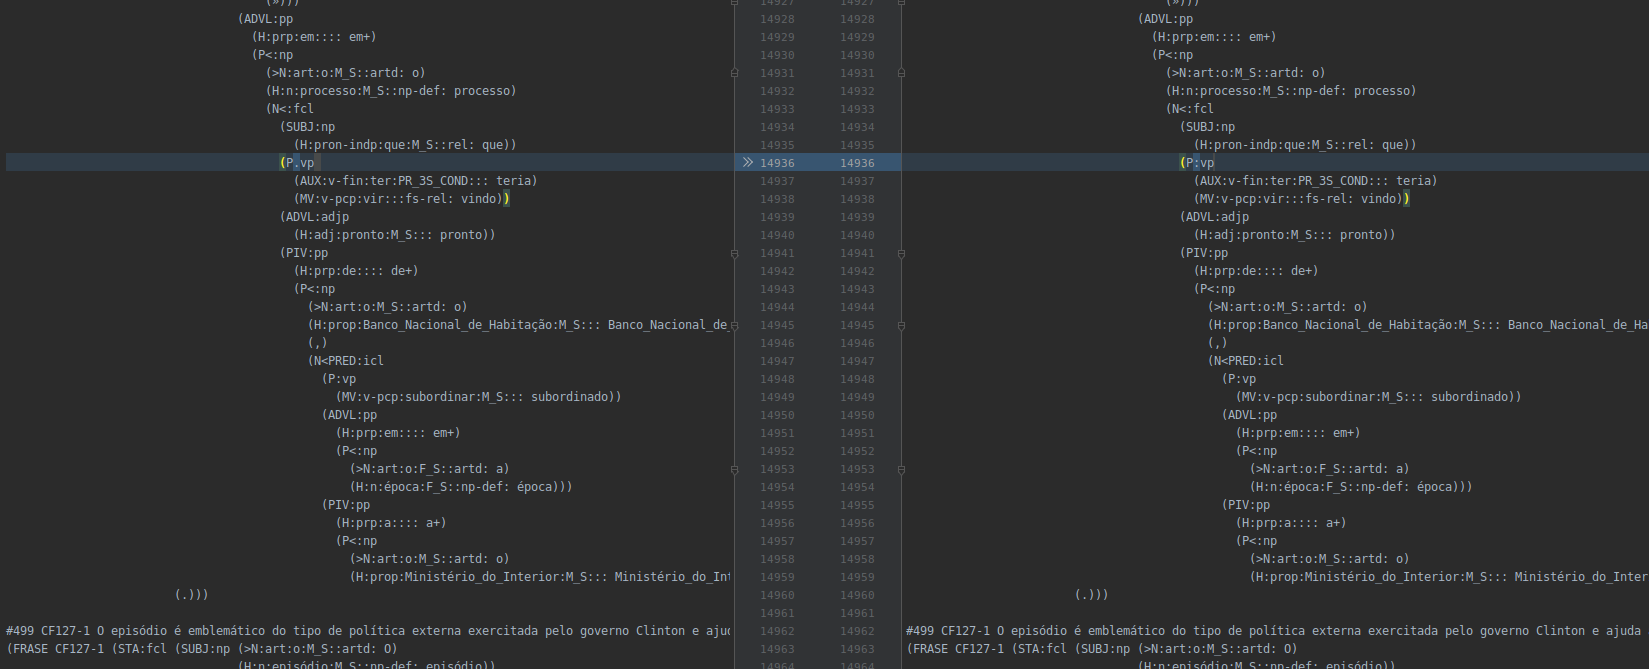 (»))) 14927 14927 (»)))
(ADVL:pp 14928 14928 (ADVL:pp
(H:prp:em:::: em+) 14929 14929 (H:prp:em:::: em+)
(P<:np 14930 14930 (P<:np
(>N:art:o:M_S::artd: o) 14931 14931 (>N:art:o:M_S::artd: o)
(H:n:processo:M_S::np-def: processo) 14932 14932 (H:n:processo:M_S::np-def: processo)
(N<:fcl 14933 14933 (N<:fcl
(SUBJ:np 14934 14934 (SUBJ:np
(H:pron-indp:que:M_S::rel: que)) 14935 14935 (H:pron-indp:que:M_S::rel: que))
(P.vp 14936 14936 (P:vp
(AUX:v-fin:ter:PR_3S_COND::: teria) 14937 14937 (AUX:v-fin:ter:PR_3S_COND::: teria)
(MV:v-pcp:vir:::fs-rel: vindo)) 14938 14938 (MV:v-pcp:vir:::fs-rel: vindo))
(ADVL:adjp 14939 14939 (ADVL:adjp
(H:adj:pronto:M_S::: pronto)) 14940 14940 (H:adj:pronto:M_S::: pronto))
(PIV:pp 14941 14941 (PIV:pp
(H:prp:de:::: de+) 14942 14942 (H:prp:de:::: de+)
(P<:np 14943 14943 (P<:np
(>N:art:o:M_S::artd: o) 14944 14944 (>N:art:o:M_S::artd: o)
(H:prop:Banco_Nacional_de_Habitação:M_S::: Banco_Nacional_de_ 14945 14945 (H:prop:Banco_Nacional_de_Habitação:M_S::: Banco_Nacional_de_Ha
(,) 14946 14946 (,)
(N<PRED:icl 14947 14947 (N<PRED:icl
(P:vp 14948 14948 (P:vp
(MV:v-pcp:subordinar:M_S::: subordinado)) 14949 14949 (MV:v-pcp:subordinar:M_S::: subordinado))
(ADVL:pp 14950 14950 (ADVL:pp
(H:prp:em:::: em+) 14951 14951 (H:prp:em:::: em+)
(P<:np 14952 14952 (P<:np
(>N:art:o:F_S::artd: a) 14953 14953 (>N:art:o:F_S::artd: a)
(H:n:época:F_S::np-def: época))) 14954 14954 (H:n:época:F_S::np-def: época)))
(PIV:pp 14955 14955 (PIV:pp
(H:prp:a:::: a+) 14956 14956 (H:prp:a:::: a+)
(P<:np 14957 14957 (P<:np
(>N:art:o:M_S::artd: o) 14958 14958 (>N:art:o:M_S::artd: o)
(H:prop:Ministério_do_Interior:M_S::: Ministério_do_Int 14959 14959 (H:prop:Ministério_do_Interior:M_S::: Ministério_do_Inter
(.))) 14960 14960 (.)))
14961 14961
#499 CF127-1 O episódio é emblemático do tipo de política externa exercitada pelo governo Clinton e ajud 14962 14962 #499 CF127-1 O episódio é emblemático do tipo de política externa exercitada pelo governo Clinton e ajuda
(FRASE CF127-1 (STA:fcl (SUBJ:np (>N:art:o:M_S::artd: O) 14963 14963 (FRASE CF127-1 (STA:fcl (SUBJ:np (>N:art:o:M_S::artd: O)
(H:n:episódio:M_S::np-def: episódio)) 14964 14964 (H:n:episódio:M_S::np-def: episódio))